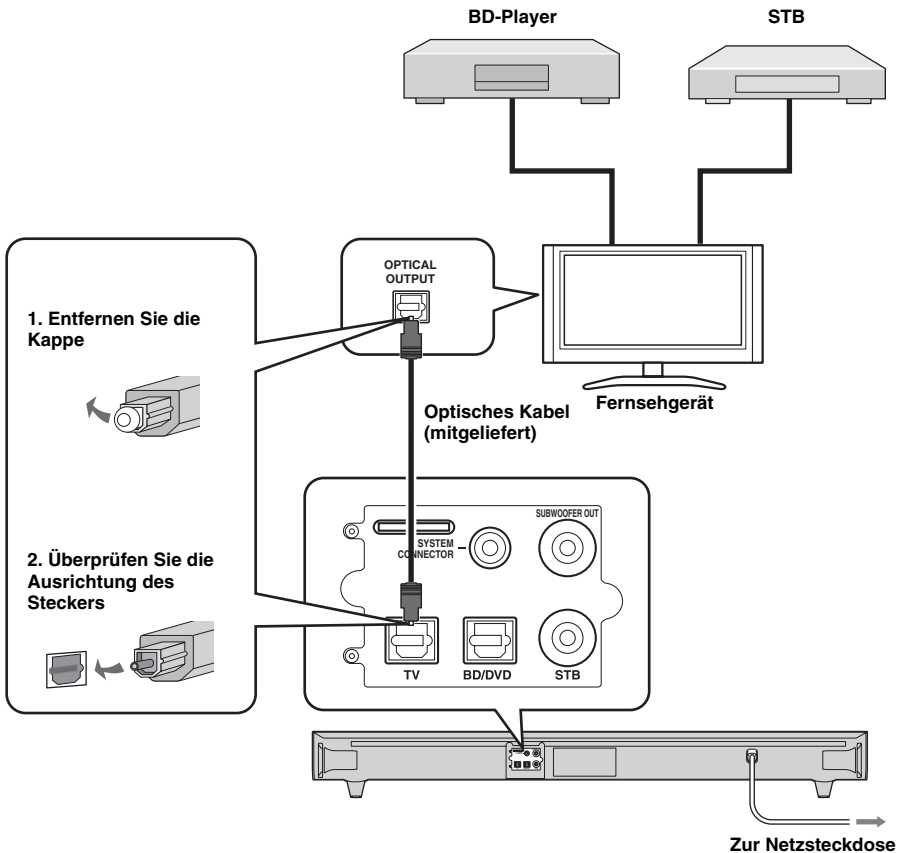 BD-Player
STB
OPTICAL
OUTPUT
1. Entfernen Sie die
Kappe
Fernsehgerät
Optisches Kabel
(mitgeliefert)
SUBWOOFER OUT
SYSTEM
CONNECTOR
2. Überprüfen Sie die
Ausrichtung des
Steckers
TV
BD/DVD
STB
Zur Netzsteckdose